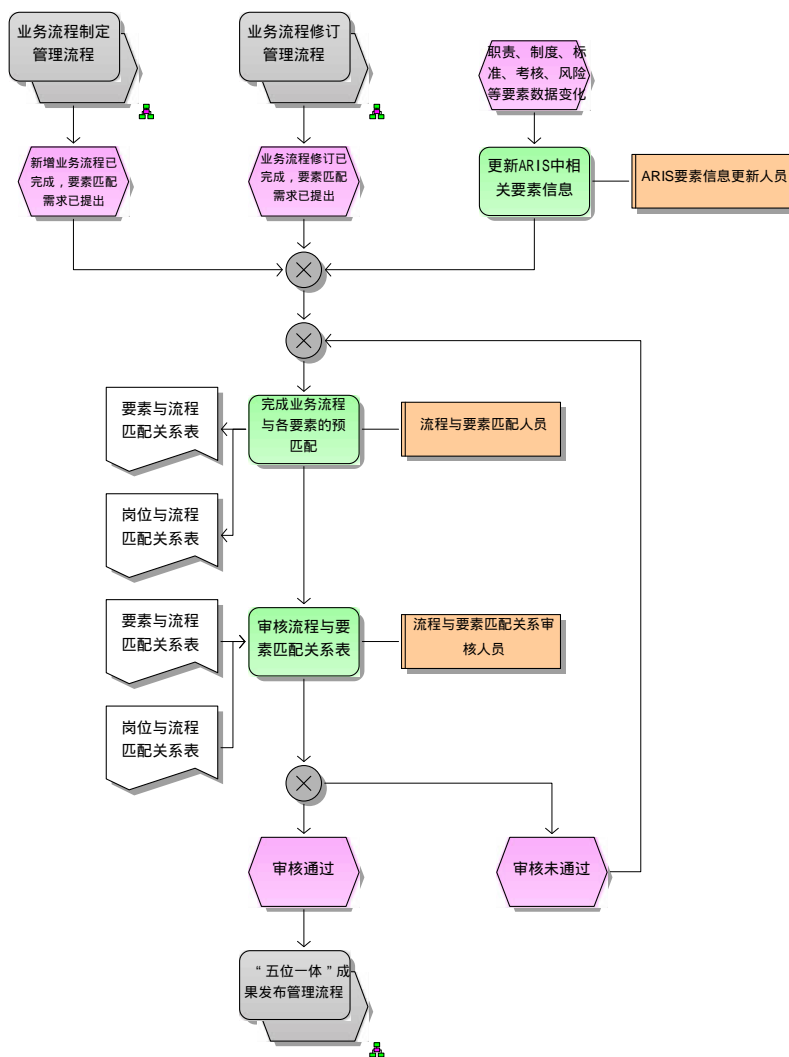 业务流程制定
管理流程
业务流程修订
管理流程
职责、制度、标
准、考核、风险
等要素数据变化
新增业务流程已
完成，要素匹配
需求已提出
业务流程修订已
完成，要素匹配
需求已提出
更新ARIS中相
关要素信息
ARIS要素信息更新人员
要素与流程
匹配关系表
完成业务流程
与各要素的预
匹配
流程与要素匹配人员
岗位与流程
匹配关系表
要素与流程
匹配关系表
审核流程与要
素匹配关系表
流程与要素匹配关系审
核人员
岗位与流程
匹配关系表
审核通过
审核未通过
“五位一体”成
果发布管理流程